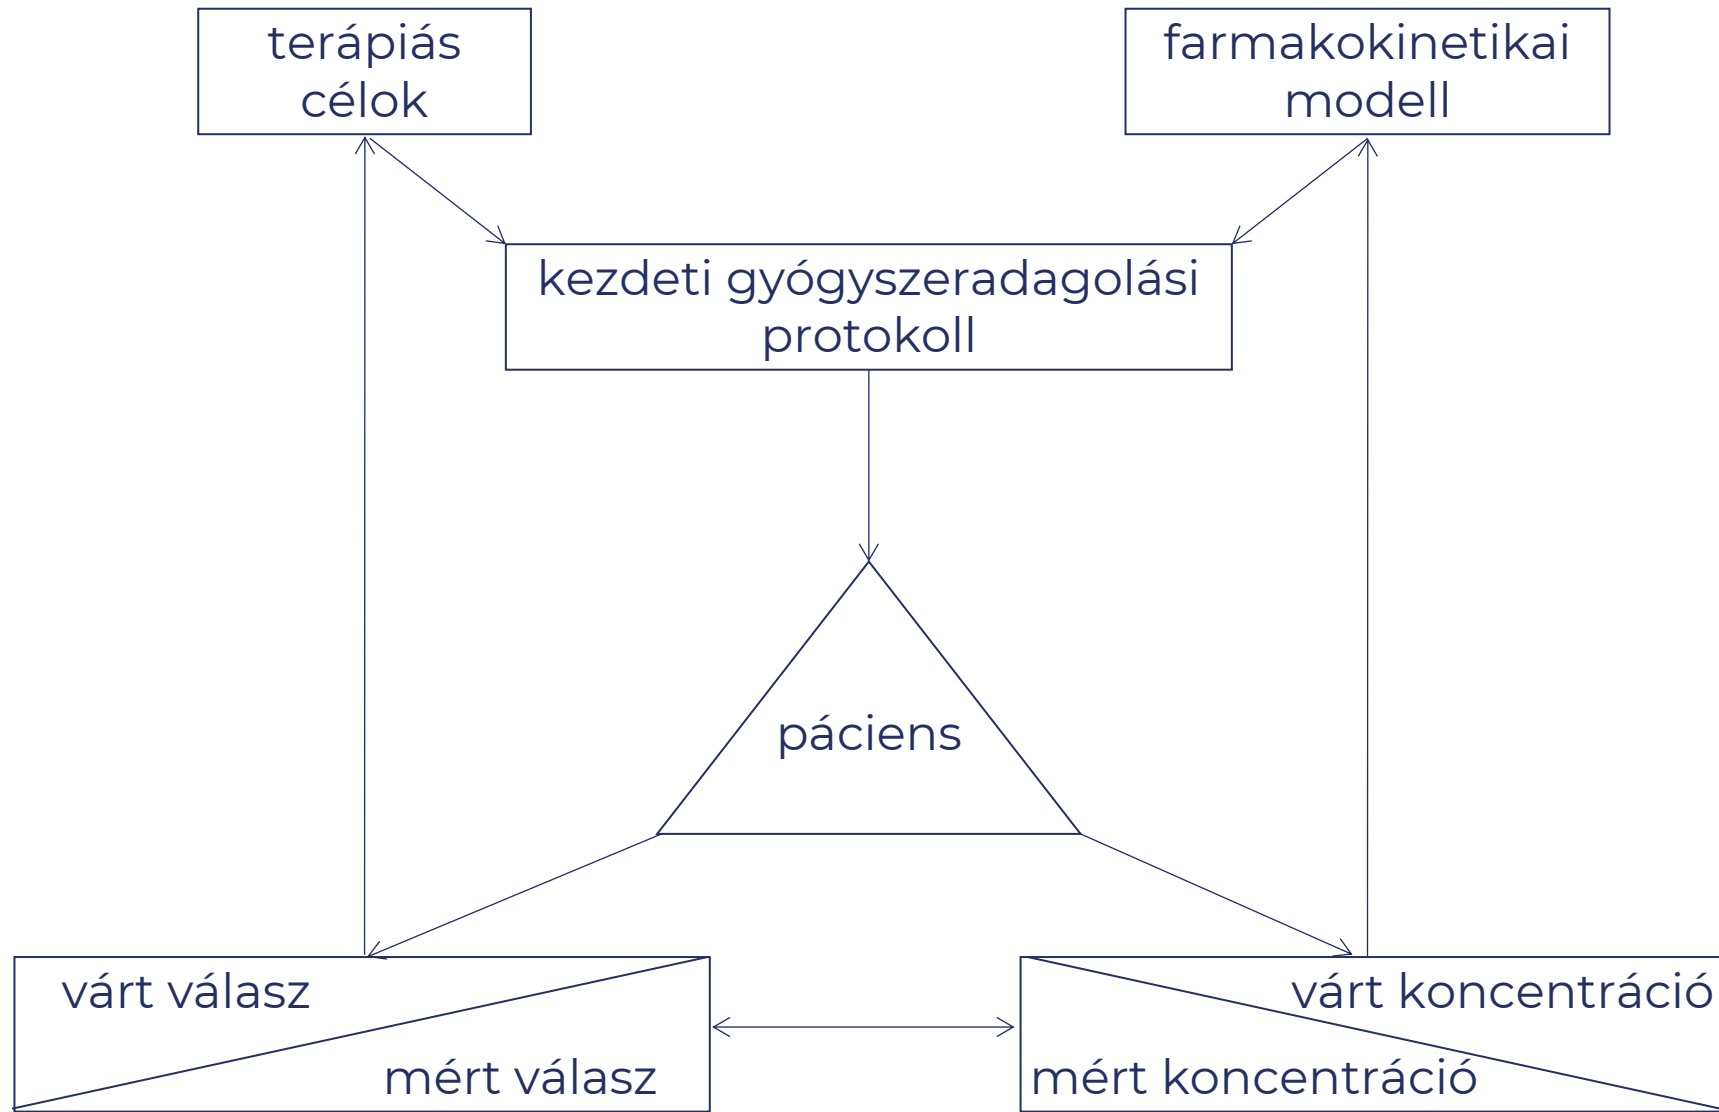 terápiás
célok
farmakokinetikai
modell
kezdeti gyógyszeradagolási
protokoll
páciens
várt válasz
mért válasz
várt koncentráció
mért koncentráció